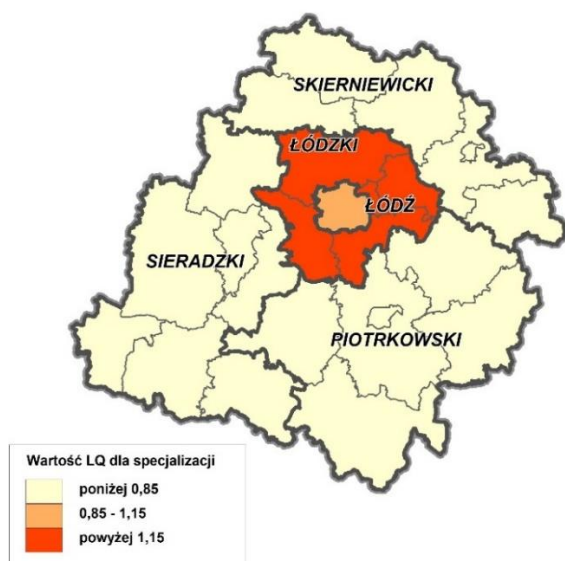 SKIERNIEWICKI
ŁÓDZKI
ŁÓDŹ
SIERADZKI
PIOTRKOWSKI
Wartość LQ dla specjalizacji
poniżej 0,85
0,85 - 1,15
powyżej 1,15